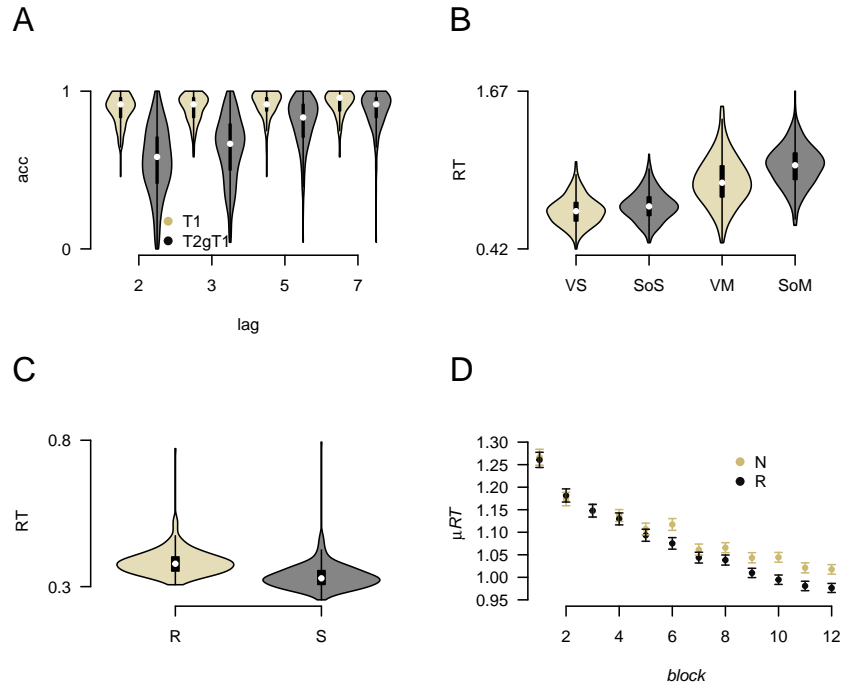 A
1
acc
0
T1
T2gT1
2 3 5 7
lag
B
1.67
RT
0.42
VS SoS VM SoM
C
0.8
RT
0.3
R S
D
1.30
1.25
1.20
1.15
1.10
1.05
1.00
0.95
μRT
N
R
2 4 6 8 10 12
block